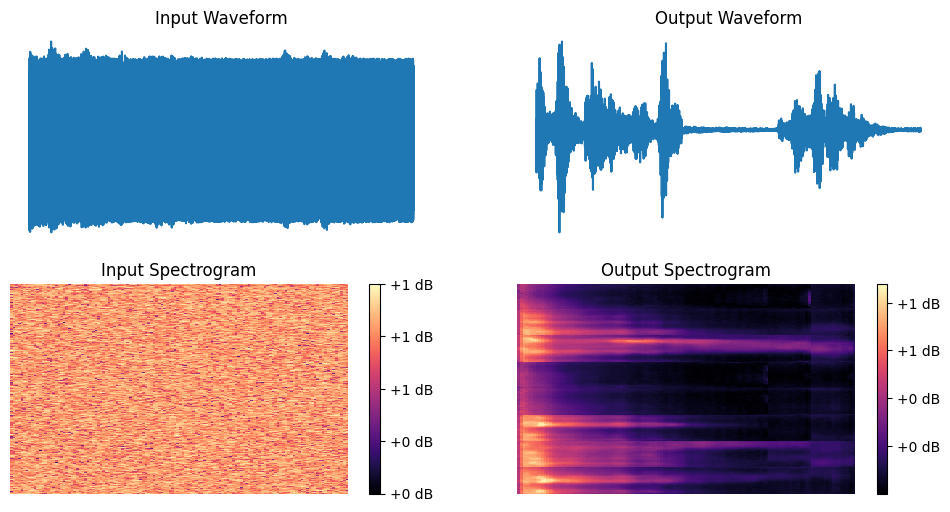 Input Waveform
Output Waveform
Input Spectrogram
+1 dB
+1 dB
+1 dB
+0 dB
+0 dB
Output Spectrogram
+1 dB
+1 dB
+0 dB
+0 dB